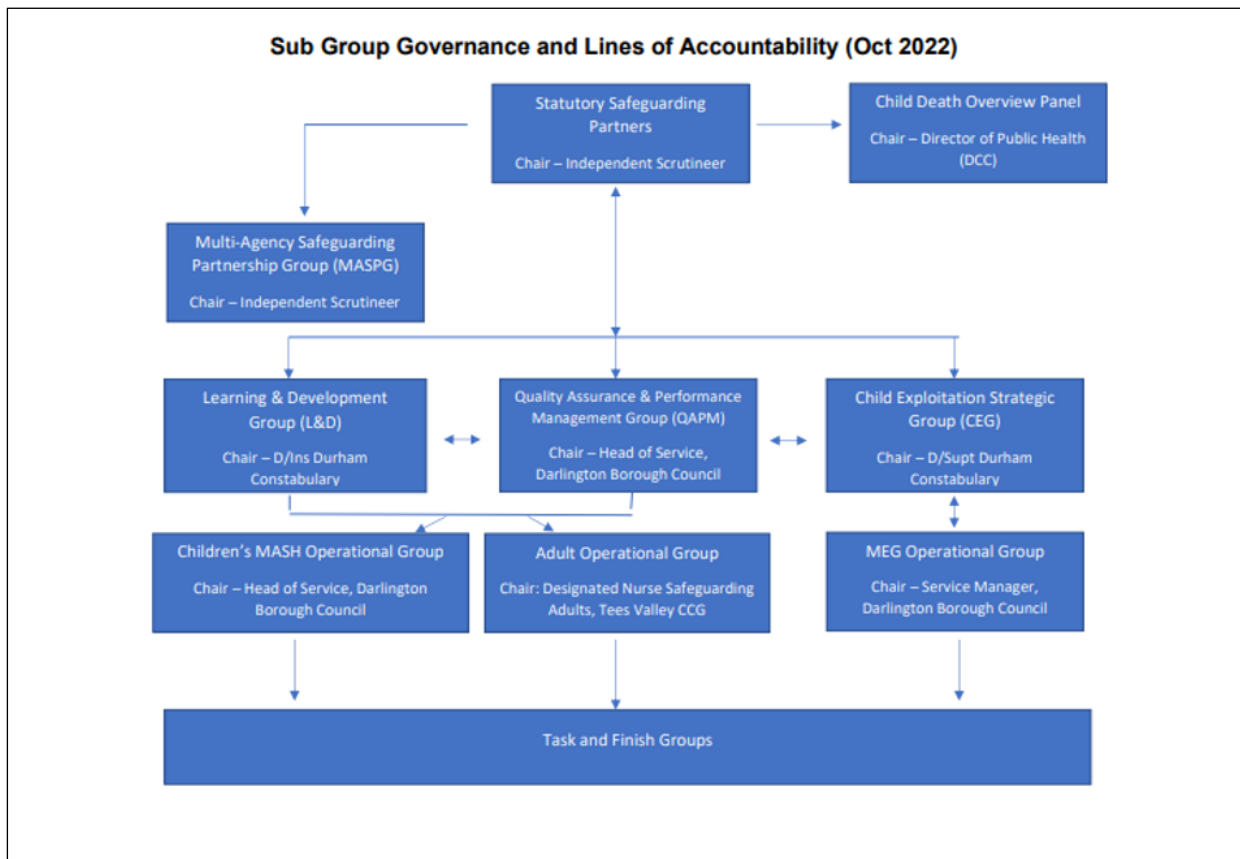 Sub Group Governance and Lines of Accountability (Oct 2022)
Statutory Safeguarding
Partners
Chair – Independent Scrutineer
Child Death Overview Panel
Chair – Director of Public Health
(DCC)
Multi-Agency Safeguarding
Partnership Group (MASPG)
Chair – Independent Scrutineer
Learning & Development
Group (L&D)
Chair – D/Ins Durham
Constabulary
Quality Assurance & Performance
Management Group (QAPM)
Chair – Head of Service,
Darlington Borough Council
Child Exploitation Strategic
Group (CEG)
Chair – D/Supt Durham
Constabulary
Children's MASH Operational Group
Chair – Head of Service, Darlington
Borough Council
Adult Operational Group
Chair: Designated Nurse Safeguarding
Adults, Tees Valley CCG
MEG Operational Group
Chair – Service Manager,
Darlington Borough Council
Task and Finish Groups